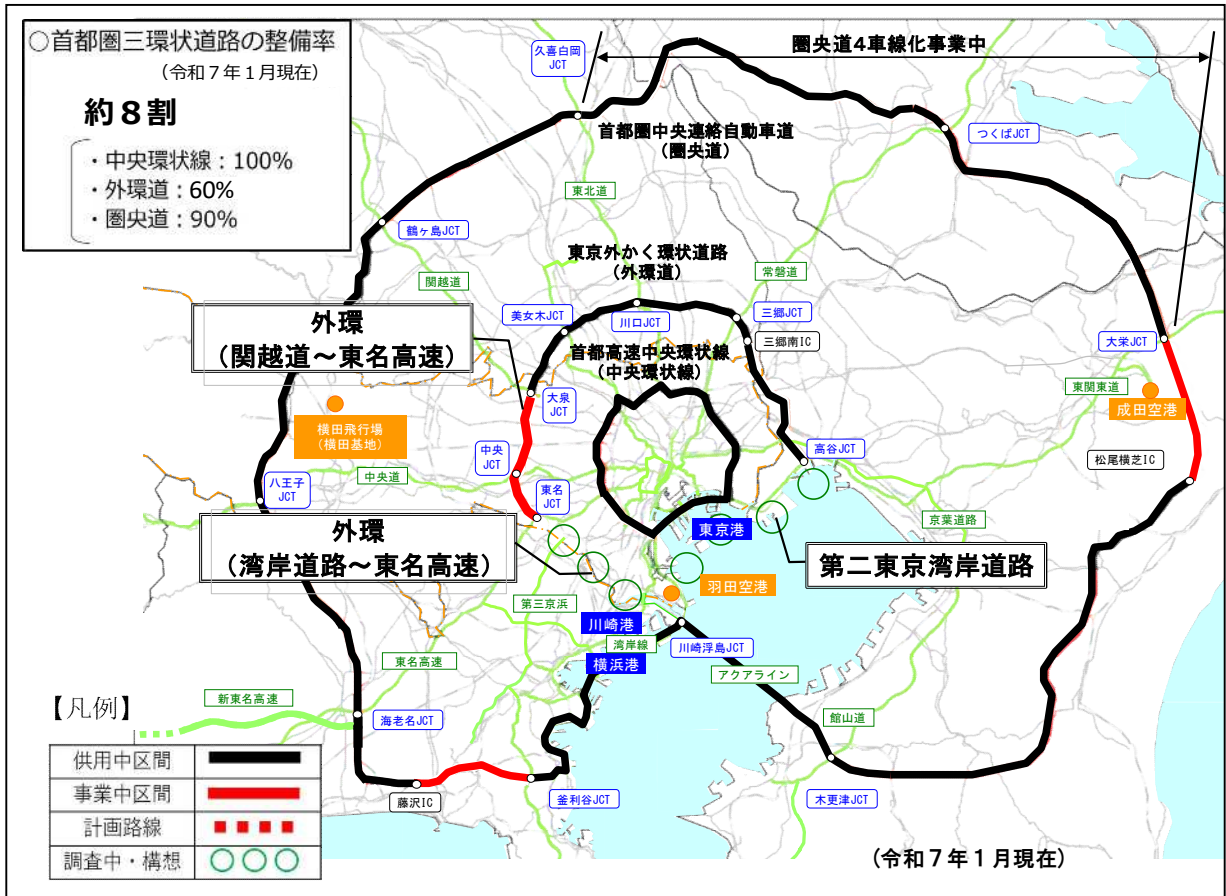 ○首都圏三環状道路の整備率
(令和7年1月現在)
約8割
・中央環状線：100%
・外環道：60%
・圏央道：90%
久喜白岡
JCT
圏央道4車線化事業中
首都圏中央連絡自動車道
(圏央道)
つくばJCT
東北道
鶴ヶ島JCT
東京外かく環状道路
(外環道)
常磐道
関越道
美女木JCT
川口JCT
三郷JCT
三郷南IC
外環
(関越道～東名高速)
首都高速中央環状線
(中央環状線)
大栄JCT
東関東道
成田空港
大泉
JCT
横田飛行場
(横田基地)
高谷JCT
松尾横芝IC
中央
JCT
中央道
八王子
JCT
東名
JCT
京葉道路
東京港
外環
(湾岸道路～東名高速)
第二東京湾岸道路
羽田空港
第三京浜
川崎港
湾岸線
川崎浮島JCT
横浜港
東名高速
アクアライン
新東名高速
海老名JCT
館山道
【凡例】
供用中区間
事業中区間
計画路線
調査中・構想
藤沢IC
釜利谷JCT
木更津JCT
(令和7年1月現在)